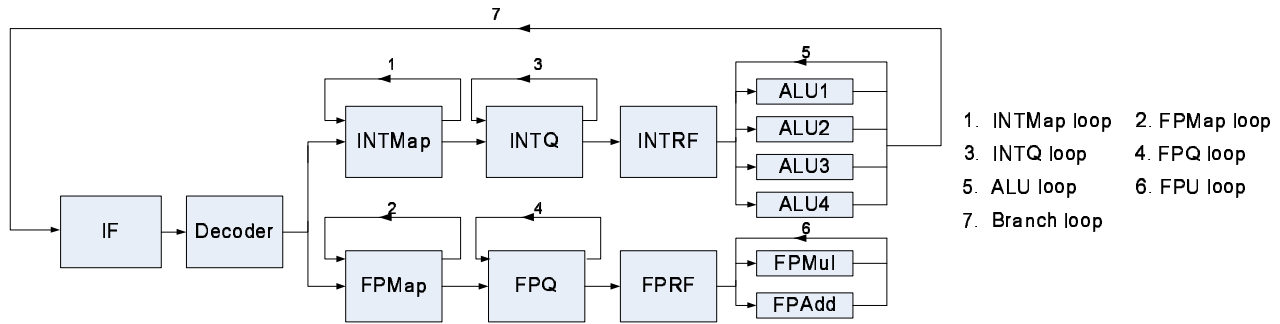 7
1
3
5
ALU1
ALU2
ALU3
ALU4
INTMap
INTQ
INTRF
IF
Decoder
2
4
6
FPMap
FPQ
FPRF
FPMul
FPAdd
1. INTMap loop 2. FPMap loop
3. INTQ loop 4. FPQ loop
5. ALU loop 6. FPU loop
7. Branch loop